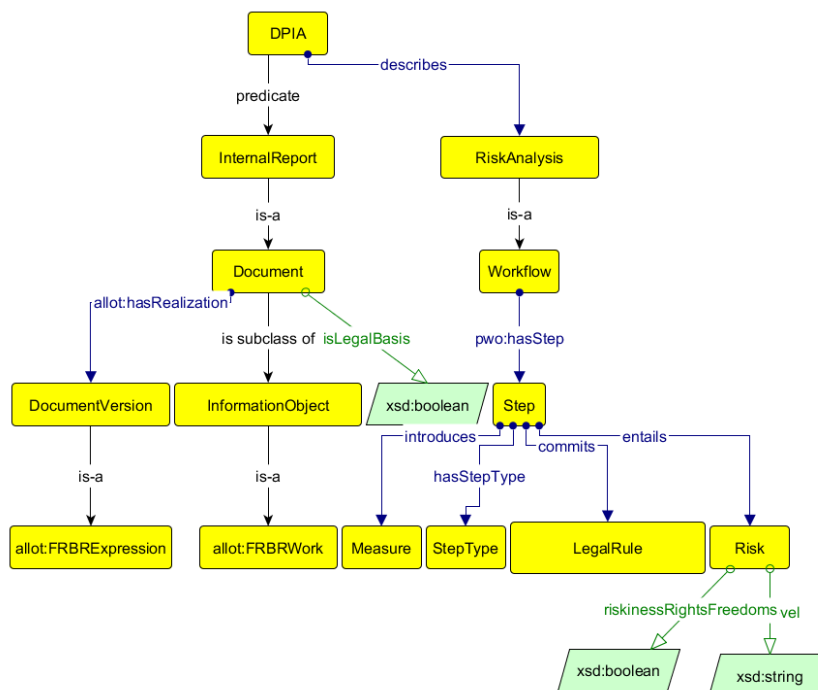 DPIA
describes
predicate
InternalReport
RiskAnalysis
is-a
is-a
Document
Workflow
allot:hasRealization
is subclass of
isLegalBasis
pwo:hasStep
DocumentVersion
InformationObject
xsd:boolean
Step
introduces
commits
entails
is-a
is-a
hasStepType
allot:FRBRExpression
allot:FRBRWork
Measure
StepType
LegalRule
Risk
riskinessRightsFreedoms
vel
xsd:boolean
xsd:string